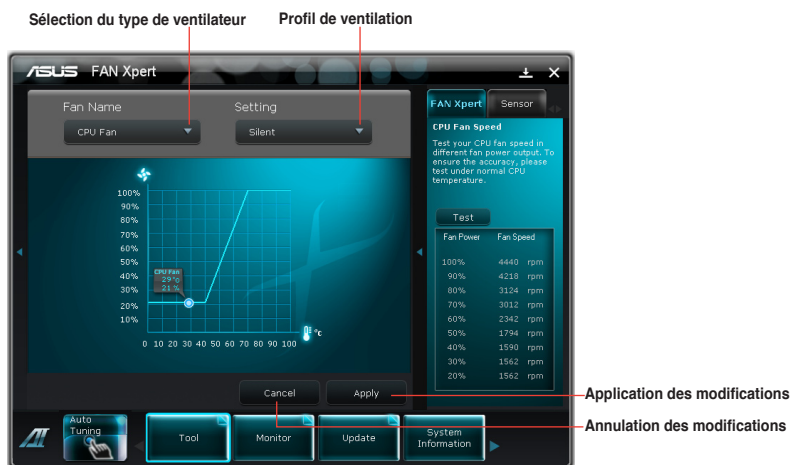 Sélection du type de ventilateur
Profil de ventilation
ASUS FAN Xpert
Fan Name
Setting
CPU Fan
Silent
FAN Xpert
Sensor
CPU Fan Speed
Test your CPU fan speed in
different fan power output. To
ensure the accuracy, please
test under normal CPU
temperature.
Test
Fan Power Fan Speed
100% 4440 rpm
90% 4218 rpm
80% 3124 rpm
70% 3012 rpm
60% 2342 rpm
50% 1794 rpm
40% 1590 rpm
30% 1562 rpm
20% 1562 rpm
100%
90%
80%
70%
60%
50%
40%
30%
20%
10%
CPU Fan
29°c
21 %
0 10 20 30 40 50 60 70 80 90 100
°c
Cancel
Apply
Application des modifications
Annulation des modifications
Auto
Tuning
Tool
Monitor
Update
System
Information